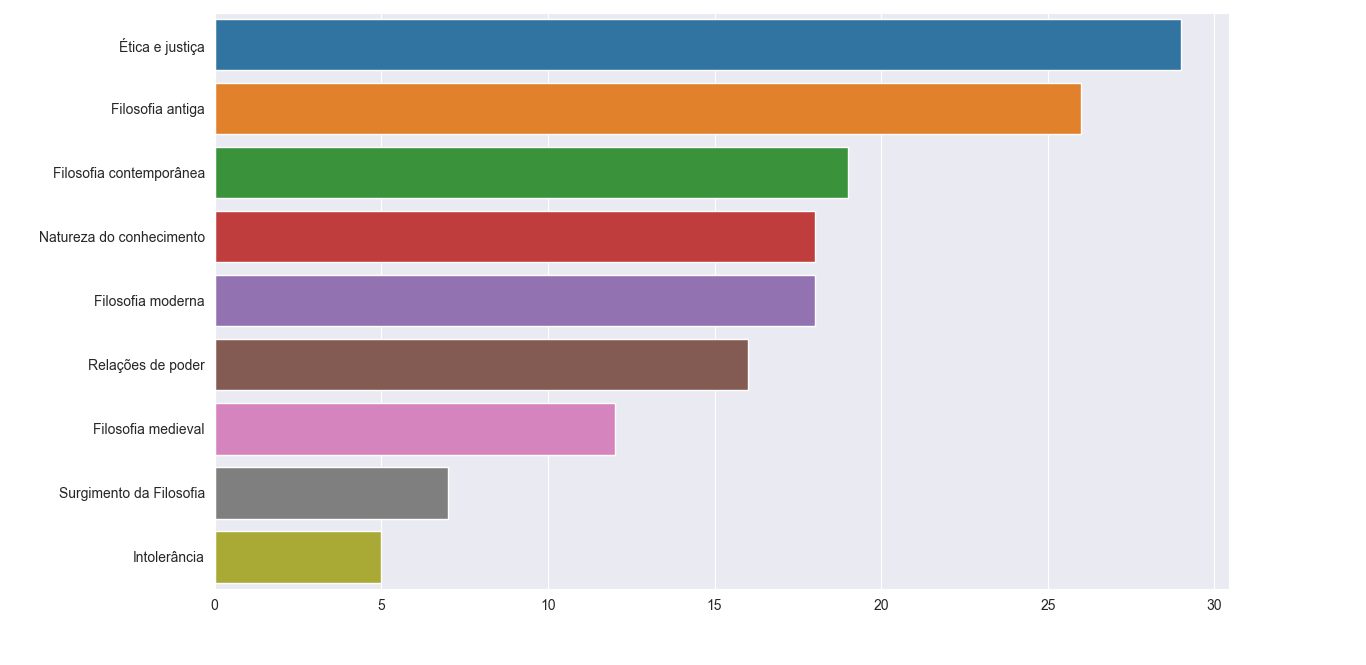 Ética e justiça
Filosofia antiga
Filosofia contemporânea
Natureza do conhecimento
Filosofia moderna
Relações de poder
Filosofia medieval
Surgimento da Filosofia
Intolerância
0 5 10 15 20 25 30